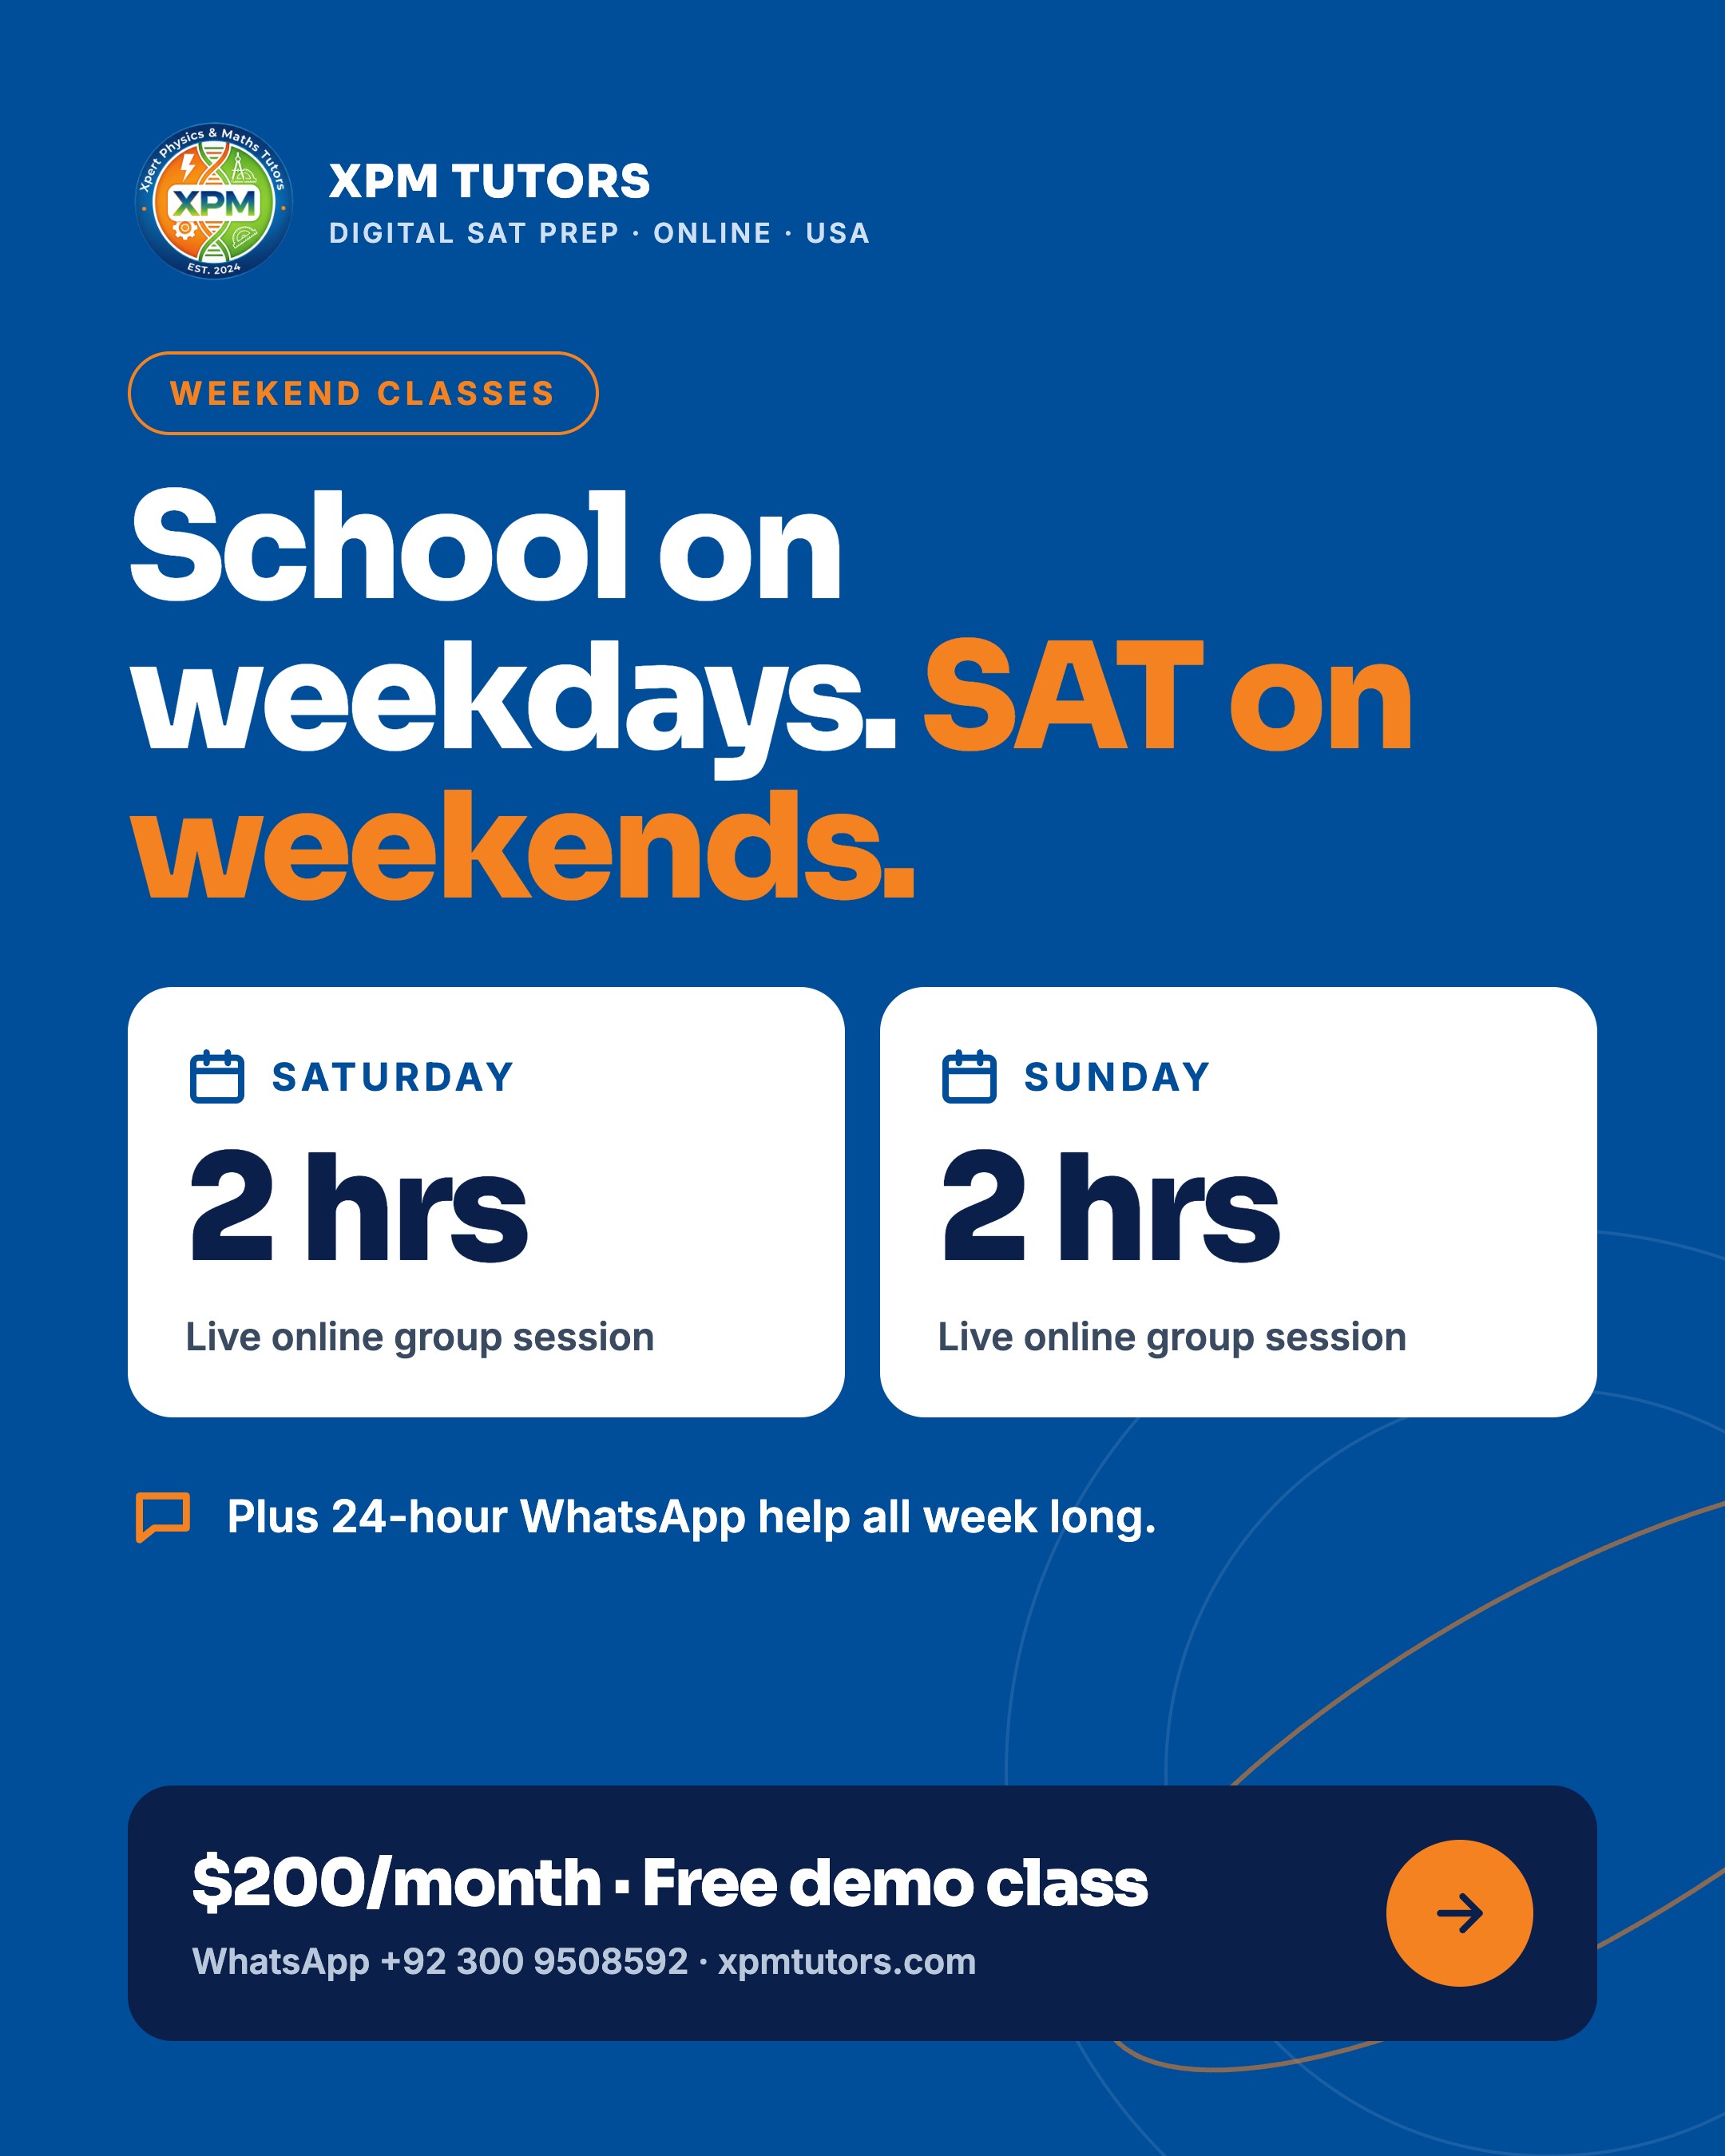 Xpert Physics & Maths Tutors
XPM
EST. 2024
XPM TUTORS
DIGITAL SAT PREP · ONLINE · USA
WEEKEND CLASSES
School on
weekdays. SAT on
weekends.
SATURDAY
2 hrs
Live online group session
SUNDAY
2 hrs
Live online group session
Plus 24-hour WhatsApp help all week long.
$200/month · Free demo class
WhatsApp +92 300 9508592 · xpmtutors.com